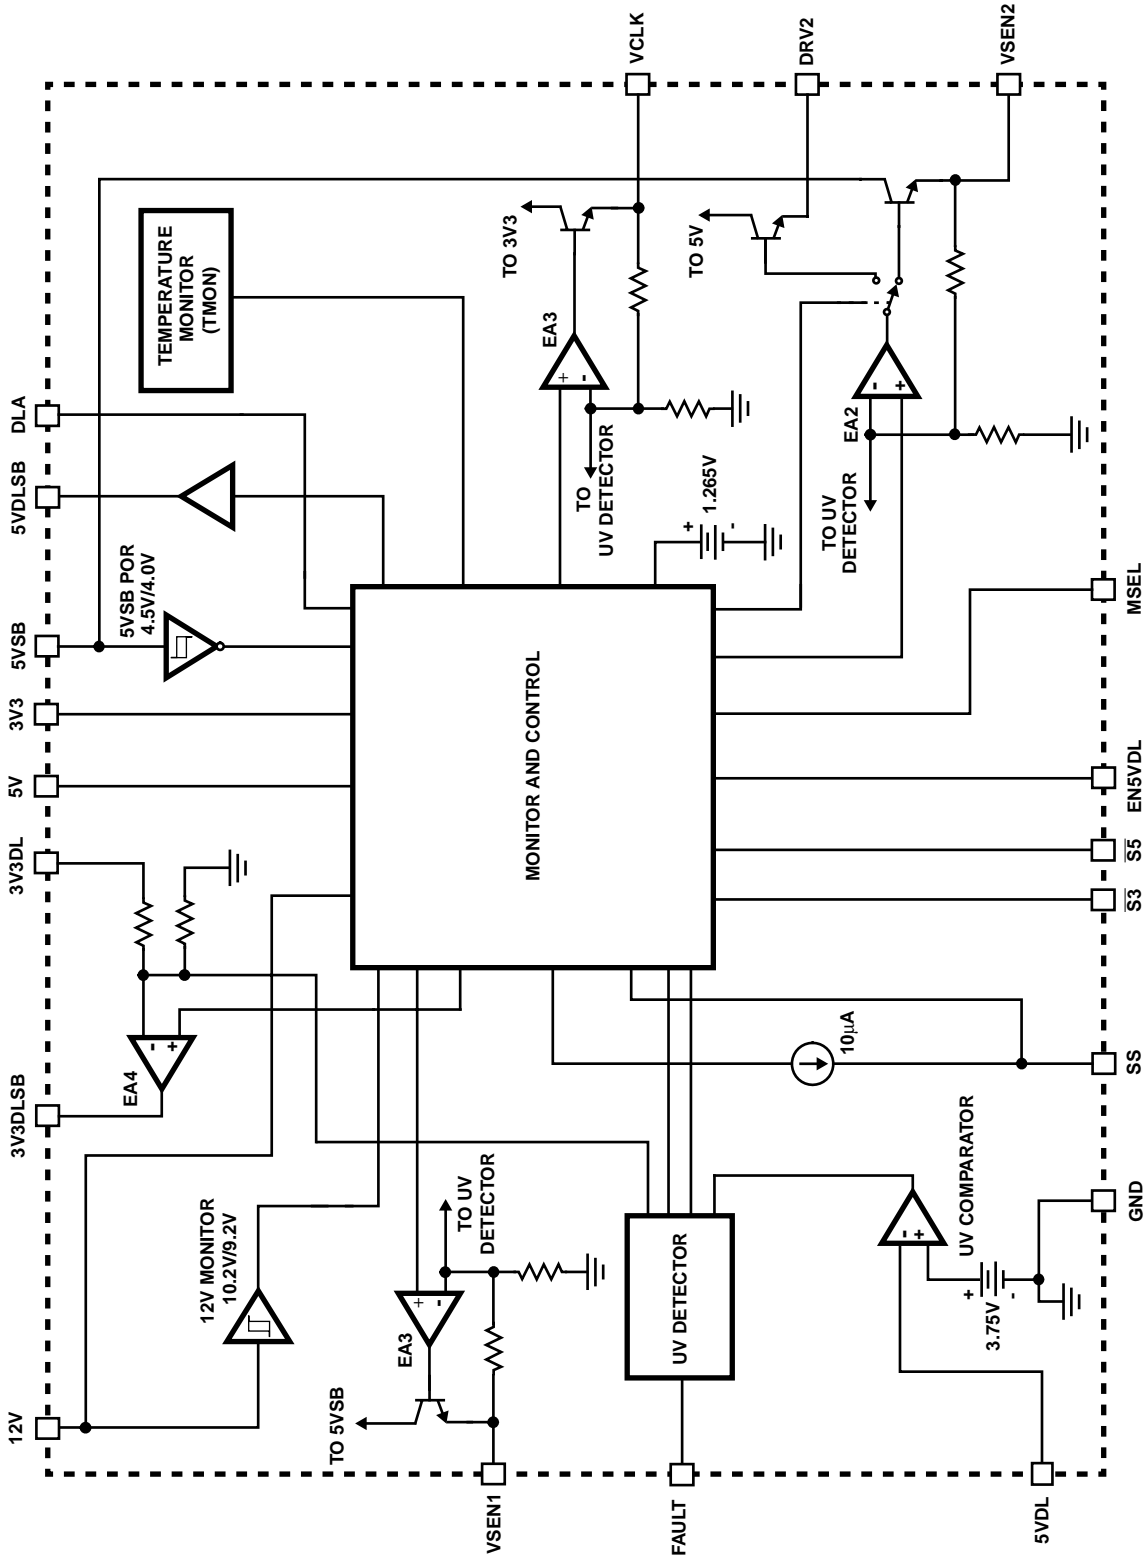 12V
3V3DLSB
3V3DL
5V
3V3
5VSB
5VDLSB
DLA
12V MONITOR
10.2V/9.2V
EA4
-
+
5VSB POR
4.5V/4.0V
TEMPERATURE
MONITOR
(TMON)
TO 5VSB
EA3
+
-
TO UV
DETECTOR
MONITOR AND CONTROL
EA3
+
-
TO 3V3
TO
UV DETECTOR
VCLK
VSEN1
UV DETECTOR
FAULT
10µA
1.265V
+
-
TO 5V
DRV2
EA2
-
+
TO UV
DETECTOR
VSEN2
UV COMPARATOR
-
+
3.75V
+
-
5VDL
GND
SS
S3
S5
EN5VDL
MSEL